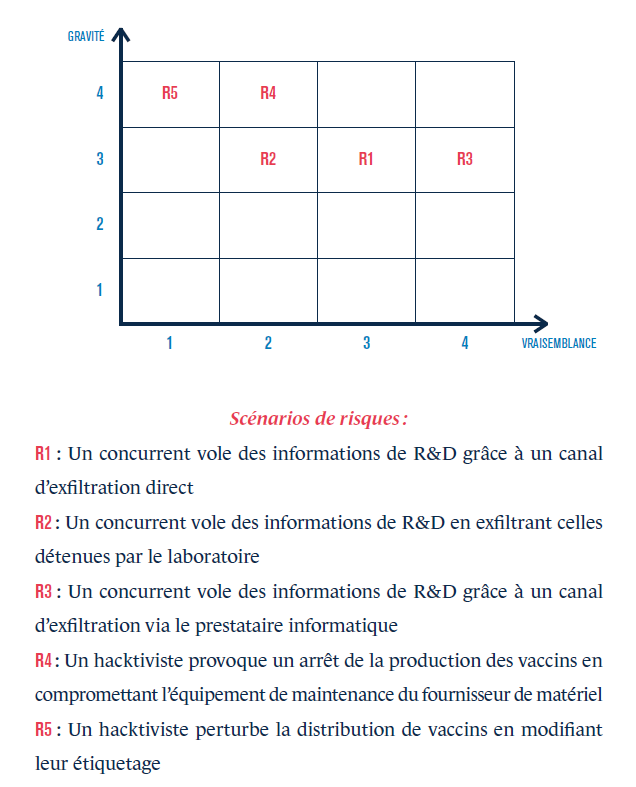 GRAVITÉ
4
R5
R4
3
R2
R1
R3
2
1
1
2
3
4
VRAISEMBLANCE
Scénarios de risques :
R1 : Un concurrent vole des informations de R&D grâce à un canal
d’exfiltration direct
R2 : Un concurrent vole des informations de R&D en exfiltrant celles
détenues par le laboratoire
R3 : Un concurrent vole des informations de R&D grâce à un canal
d’exfiltration via le prestataire informatique
R4 : Un hacktiviste provoque un arrêt de la production des vaccins en
compromettant l’équipement de maintenance du fournisseur de matériel
R5 : Un hacktiviste perturbe la distribution de vaccins en modifiant
leur étiquetage